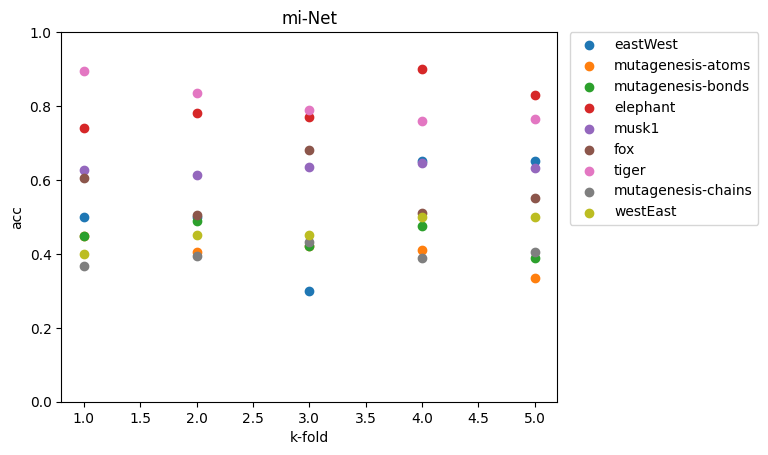 mi-Net
1.0
0.8
0.6
0.4
0.2
0.0
acc
1.0 1.5 2.0 2.5 3.0 3.5 4.0 4.5 5.0
k-fold
eastWest
mutagenesis-atoms
mutagenesis-bonds
elephant
musk1
fox
tiger
mutagenesis-chains
westEast